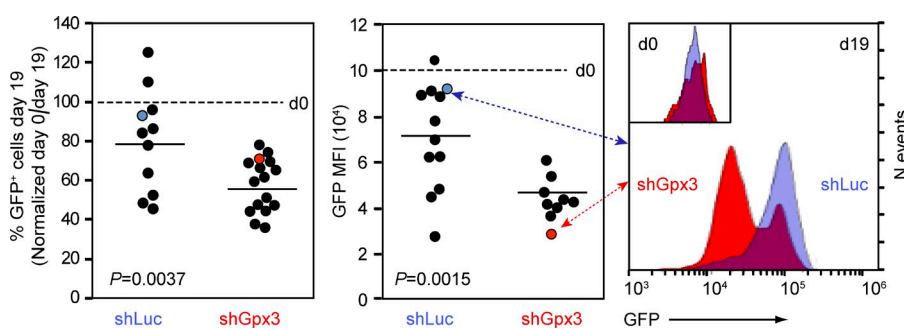 % GFP+ cells day 19
(Normalized day 0/day 19)
140
120
100
80
60
40
20
0
d0
P=0.0037
shLuc
shGpx3
GFP MFI (10⁴)
12
10
8
6
4
2
0
d0
P=0.0015
shLuc
shGpx3
d0
d19
shGpx3
shLuc
N events
10³
10⁴
10⁵
10⁶
GFP